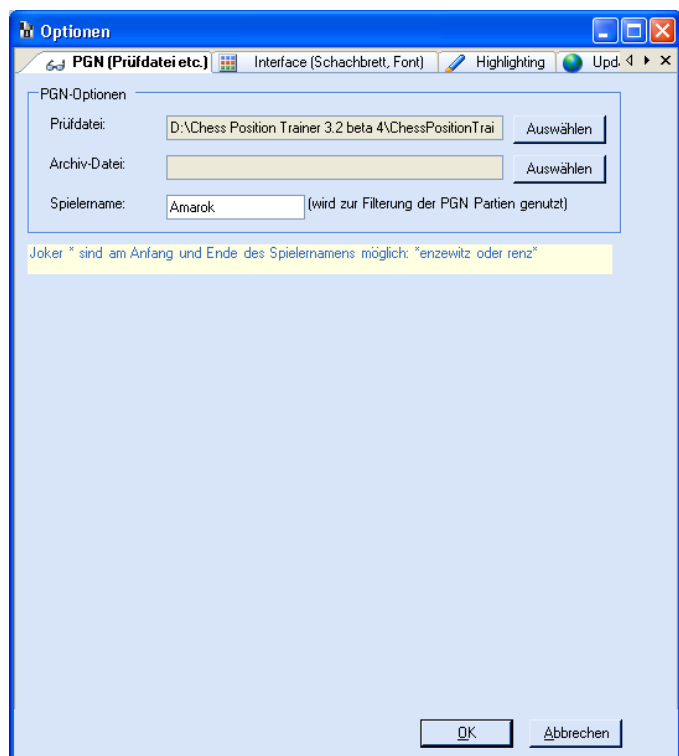 Optionen
PGN (Prüfdatei etc.) Interface (Schachbrett, Font) Highlighting Upd.
PGN-Optionen
Prüfdatei: D:\Chess Position Trainer 3.2 beta 4\ChessPositionTrai Auswählen
Archiv-Datei: Auswählen
Spielername: Amarok (wird zur Filterung der PGN Partien genutzt)
Joker * sind am Anfang und Ende des Spielernamens möglich: *enzewitz oder renz*
OK Abbrechen